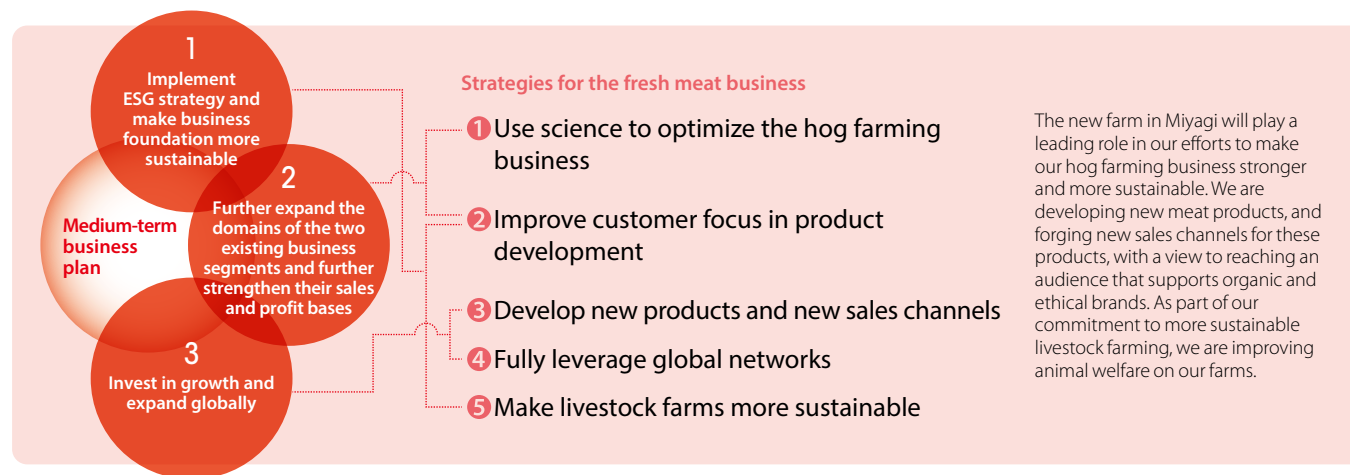 1
Implement
ESG strategy and
make business
foundation more
sustainable
Medium-term
business
plan
2
Further expand the
domains of the two
existing business
segments and further
strengthen their sales
and profit bases
3
Invest in growth and
expand globally
Strategies for the fresh meat business
1 Use science to optimize the hog farming
business
2 Improve customer focus in product
development
3 Develop new products and new sales channels
4 Fully leverage global networks
5 Make livestock farms more sustainable
The new farm in Miyagi will play a
leading role in our efforts to make
our hog farming business stronger
and more sustainable. We are
developing new meat products, and
forging new sales channels for these
products, with a view to reaching an
audience that supports organic and
ethical brands. As part of our
commitment to more sustainable
livestock farming, we are improving
animal welfare on our farms.